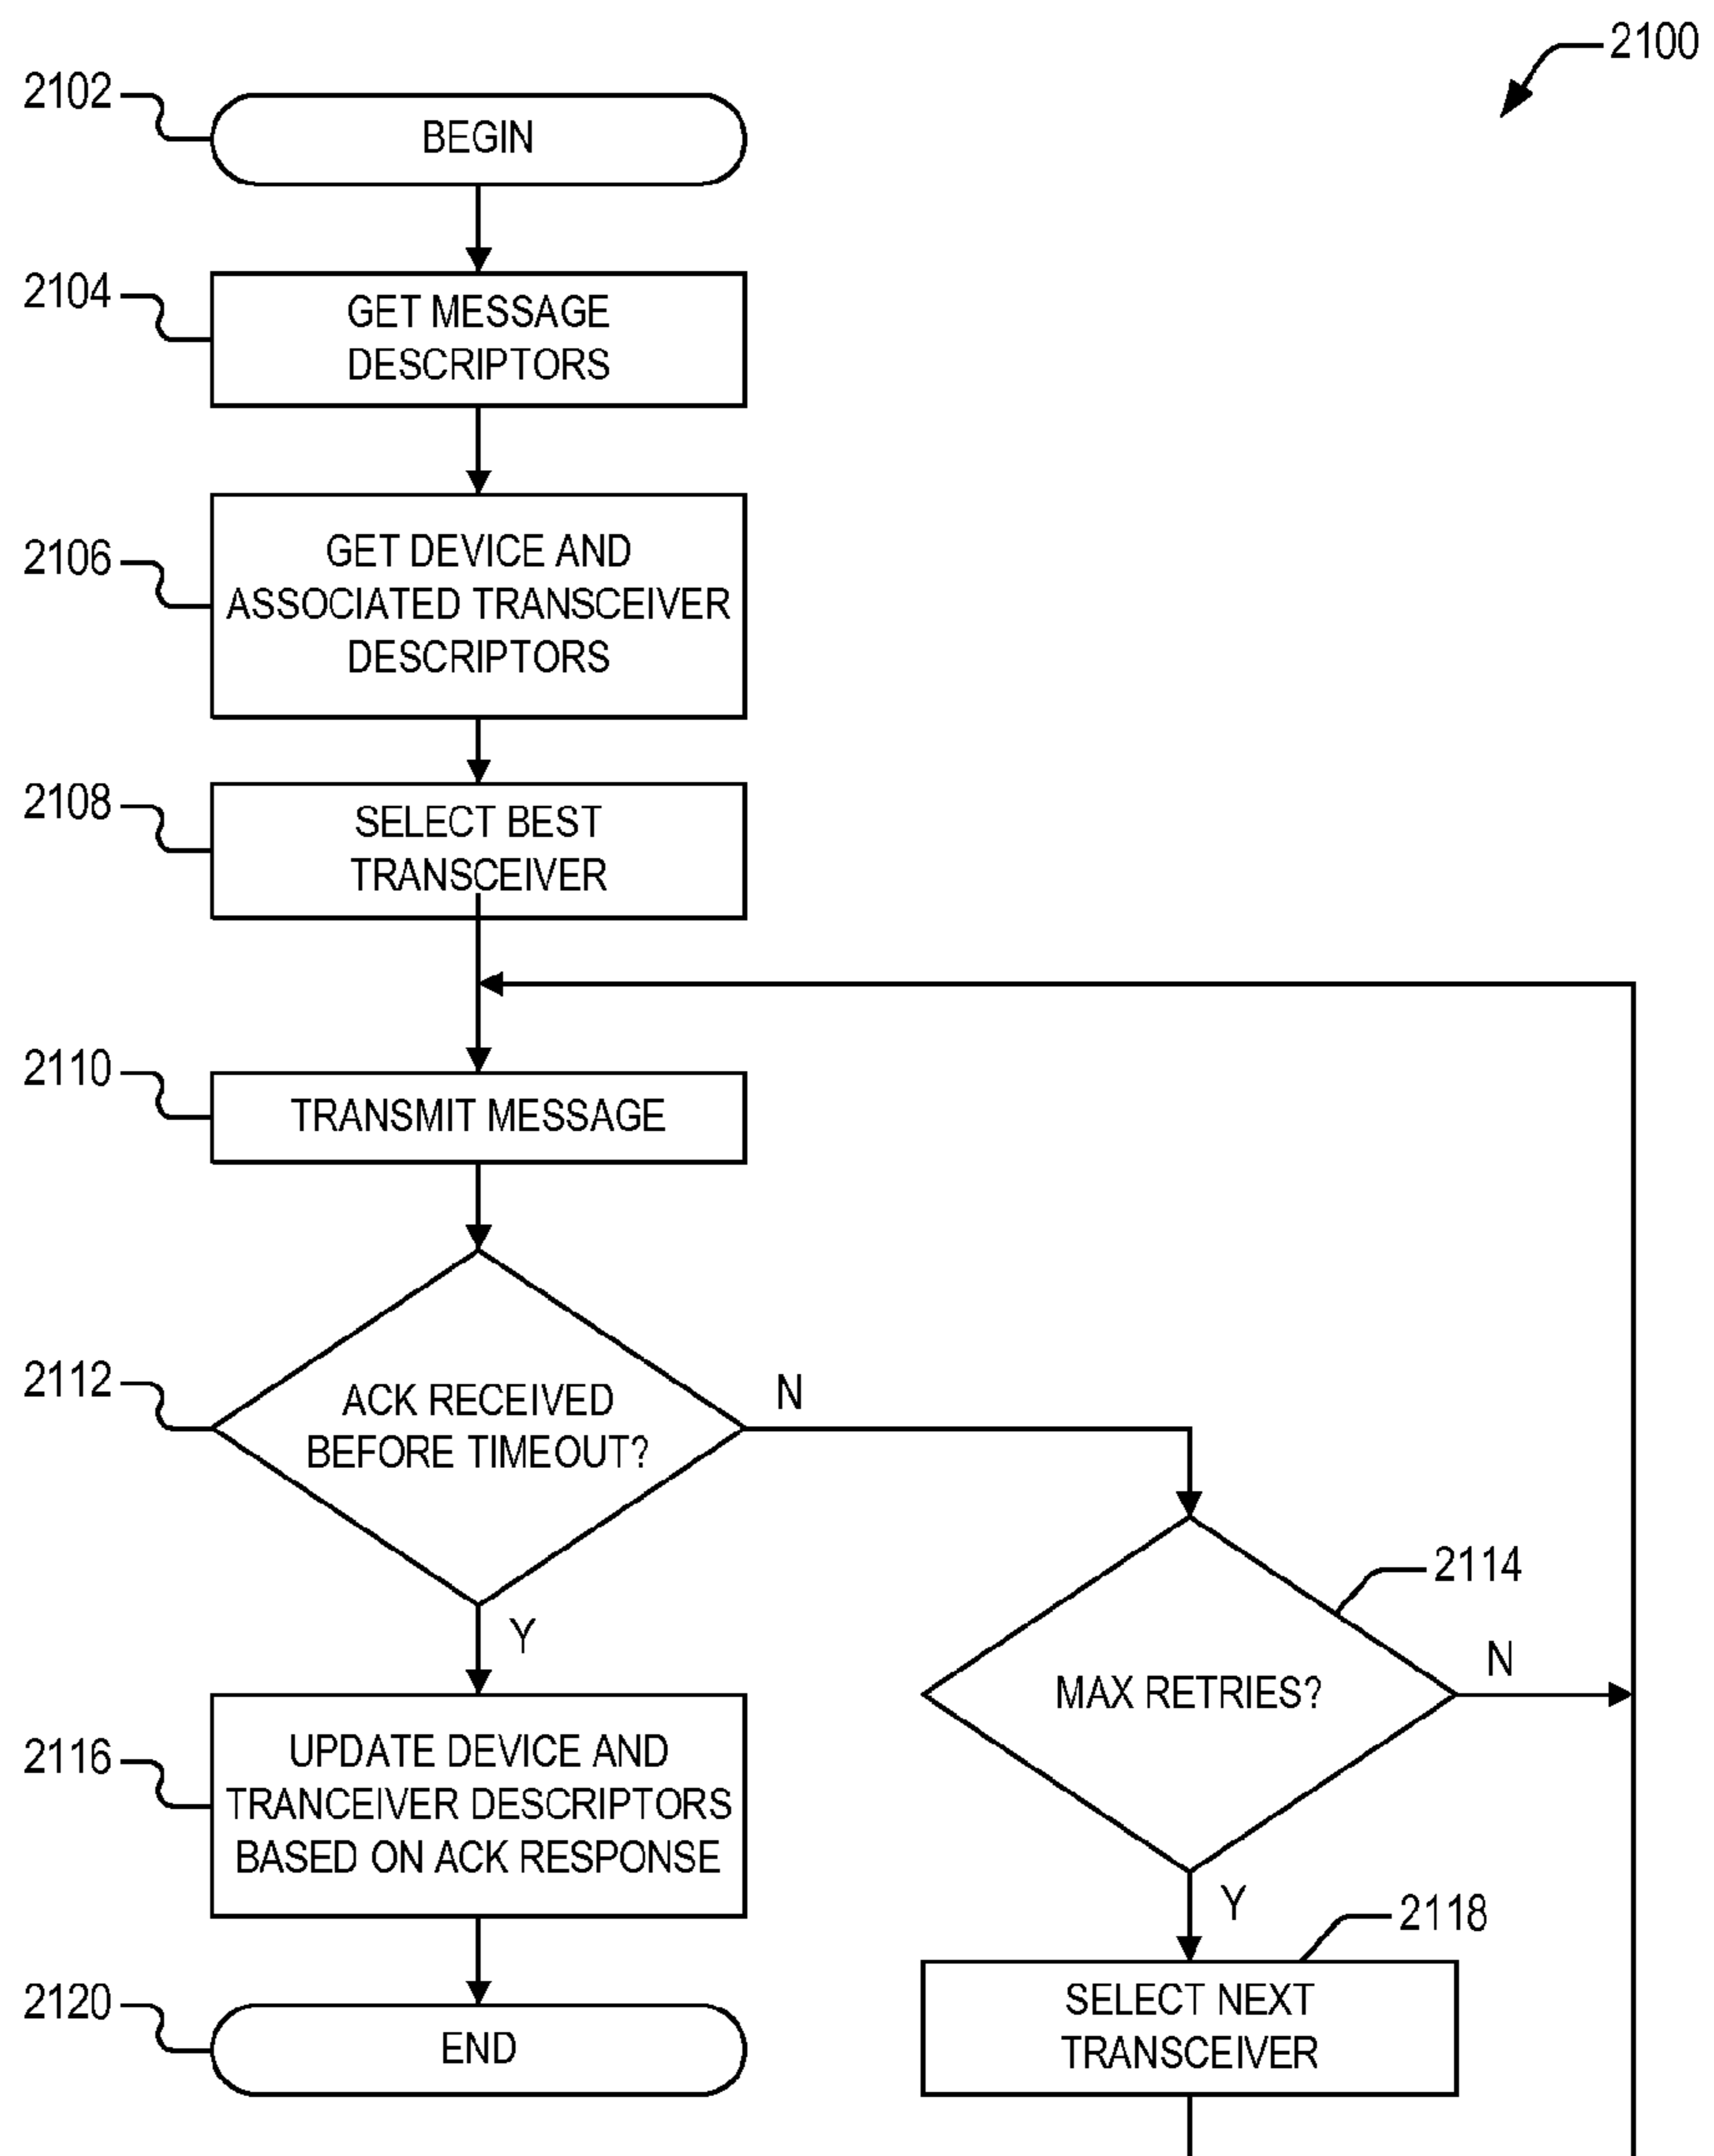 2100
2102
BEGIN
2104
GET MESSAGE
DESCRIPTORS
2106
GET DEVICE AND
ASSOCIATED TRANSCEIVER
DESCRIPTORS
2108
SELECT BEST
TRANSCEIVER
2110
TRANSMIT MESSAGE
2112
ACK RECEIVED
BEFORE TIMEOUT?
N
Y
2114
MAX RETRIES?
N
Y
2116
UPDATE DEVICE AND
TRANCEIVER DESCRIPTORS
BASED ON ACK RESPONSE
2118
SELECT NEXT
TRANSCEIVER
2120
END